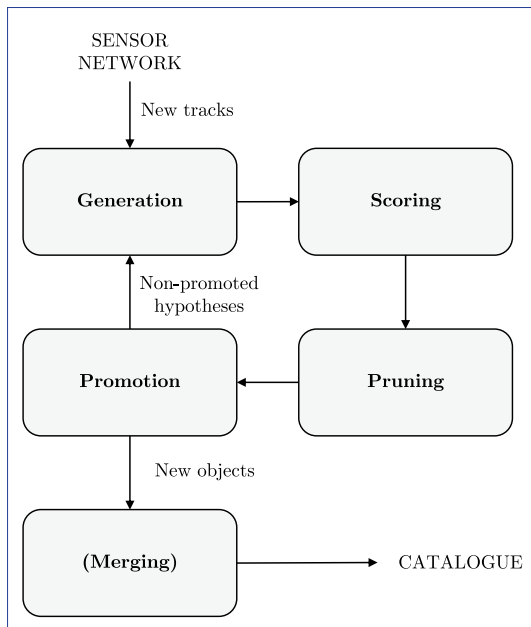 SENSOR
NETWORK
New tracks
Generation
Scoring
Non-promoted
hypotheses
Promotion
Pruning
New objects
(Merging)
CATALOGUE